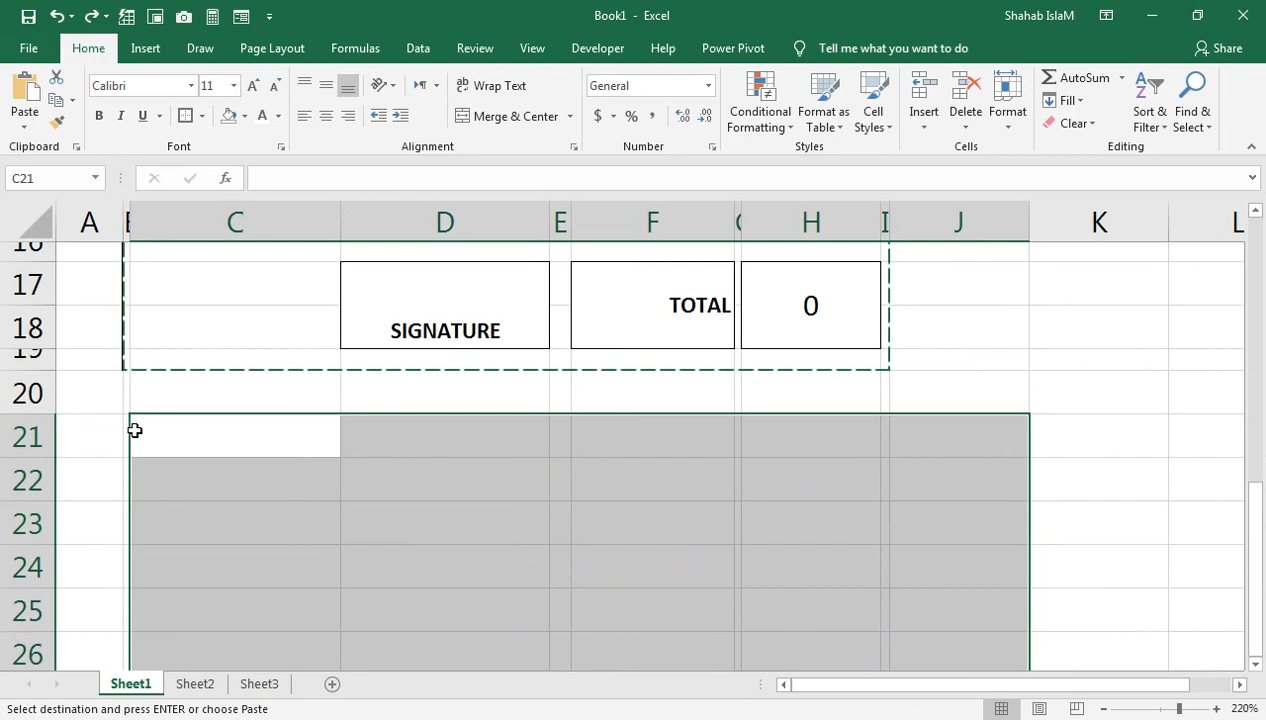 Book1 - Excel
Shahab IslaM
File Home Insert Draw Page Layout Formulas Data Review View Developer Help Power Pivot Tell me what you want to do Share
Paste
Calibri 11
Wrap Text
General
Conditional Formatting
Format as Table
Cell Styles
Insert
Delete
Format
AutoSum
Fill
Clear
Sort & Filter
Find & Select
B I U A
Merge & Center
$ % ,
Clipboard Font Alignment Number Styles Cells Editing
C21
fx
A C D E F H I J K L
16
17
TOTAL 0
18 SIGNATURE
19
20
21
22
23
24
25
26
Sheet1 Sheet2 Sheet3
Select destination and press ENTER or choose Paste
220%